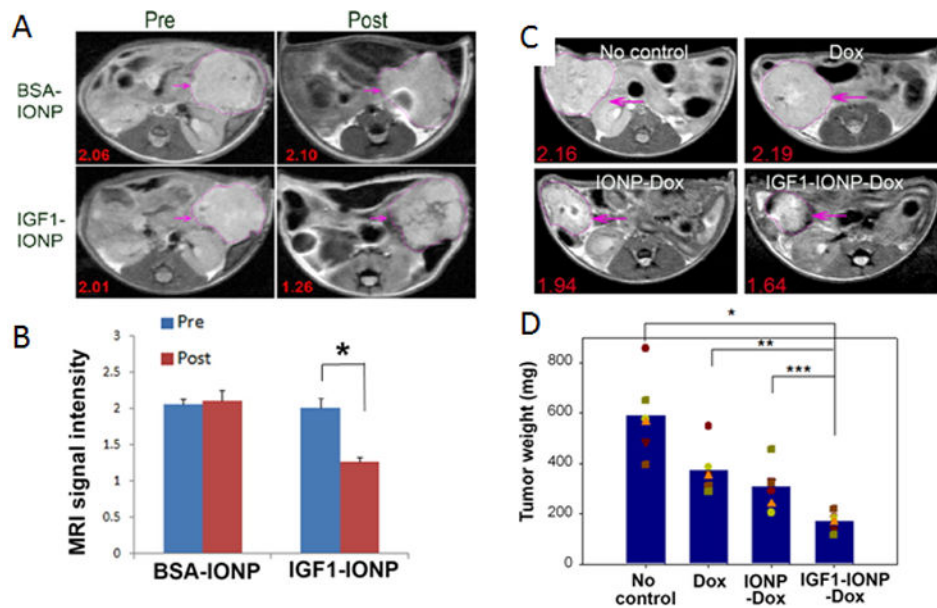 A
Pre
Post
BSA-
IONP
2.06
2.10
IGF1-
IONP
2.01
1.26
B
3
2.5
2
1.5
1
0.5
0
MRI signal intensity
Pre
Post
*
BSA-IONP
IGF1-IONP
C
No control
Dox
2.16
2.19
IONP-Dox
IGF1-IONP-Dox
1.94
1.64
D
*
**
***
800
600
400
200
0
Tumor weight (mg)
No
control
Dox
IONP
-Dox
IGF1-IONP
-Dox